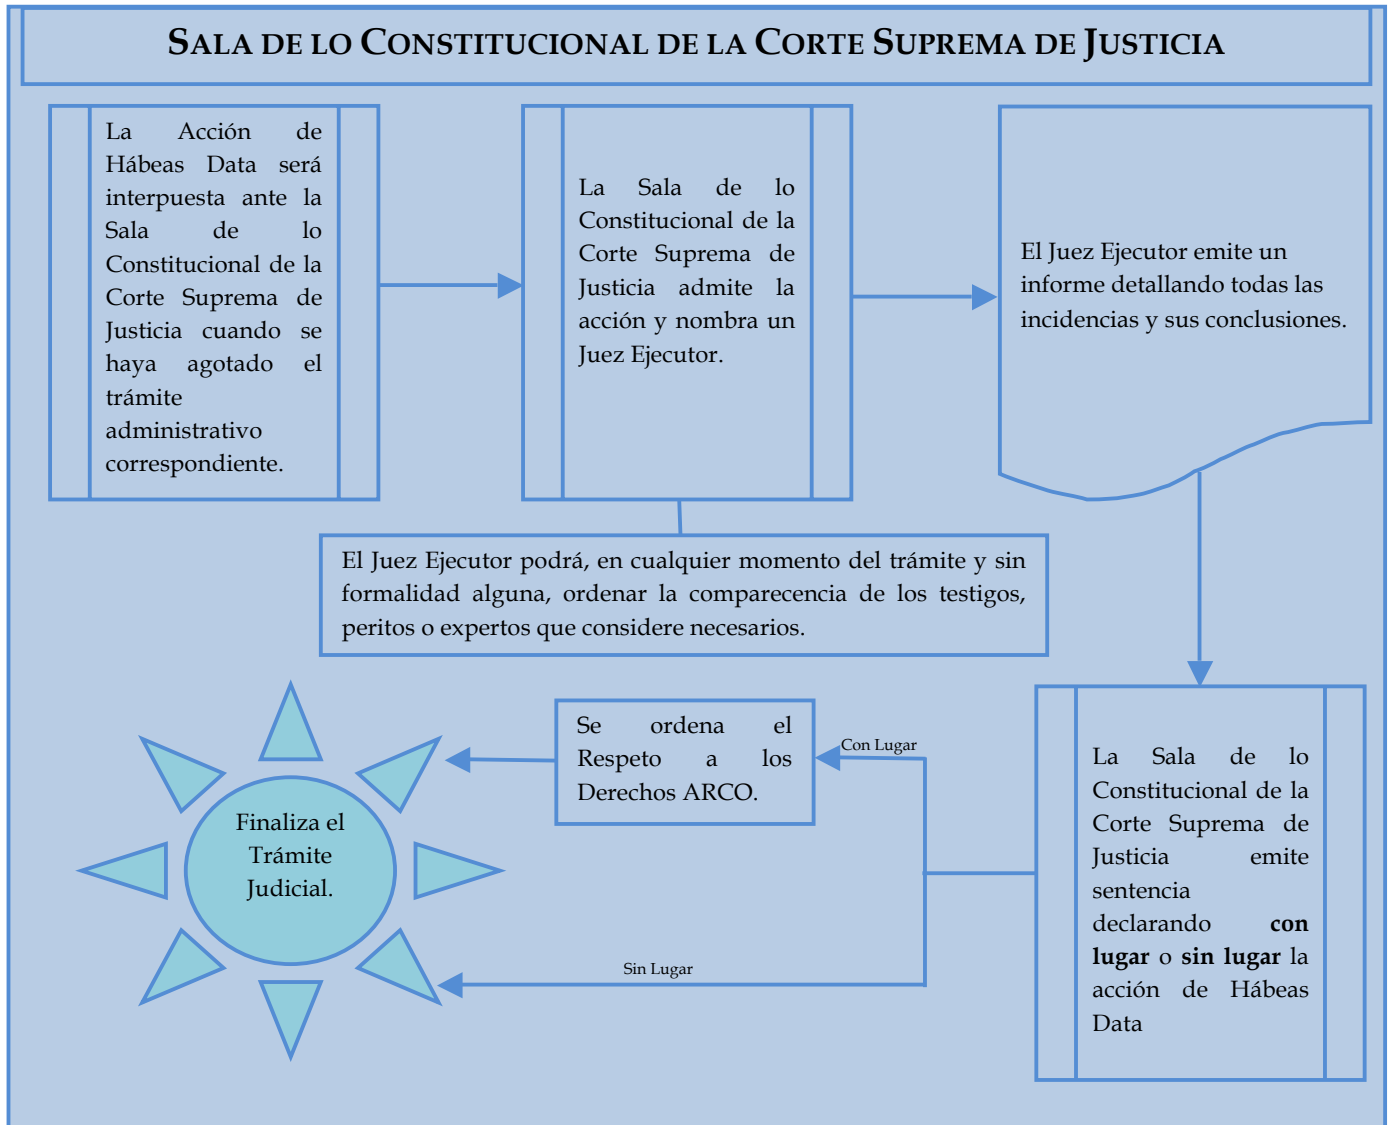 SALA DE LO CONSTITUCIONAL DE LA CORTE SUPREMA DE JUSTICIA
La Acción de
Hábeas Data será
interpuesta ante la
Sala de lo
Constitucional de la
Corte Suprema de
Justicia cuando se
haya agotado el
trámite
administrativo
correspondiente.
La Sala de lo
Constitucional de la
Corte Suprema de
Justicia admite la
acción y nombra un
Juez Ejecutor.
El Juez Ejecutor emite un
informe detallando todas las
incidencias y sus conclusiones.
El Juez Ejecutor podrá, en cualquier momento del trámite y sin
formalidad alguna, ordenar la comparecencia de los testigos,
peritos o expertos que considere necesarios.
La Sala de lo
Constitucional de la
Corte Suprema de
Justicia emite
sentencia
declarando con
lugar o sin lugar la
acción de Hábeas
Data
Con Lugar
Se ordena el
Respeto a los
Derechos ARCO.
Sin Lugar
Finaliza el
Trámite
Judicial.